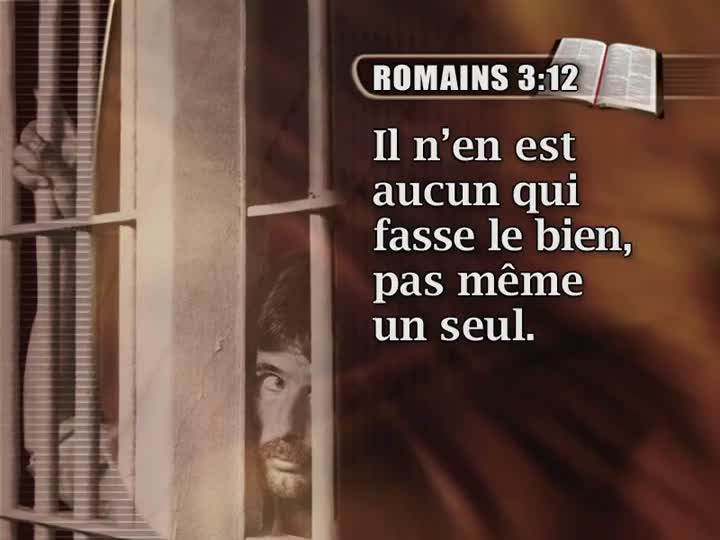 ROMAINS 3:12
Il n’en est
aucun qui
fasse le bien,
pas même
un seul.